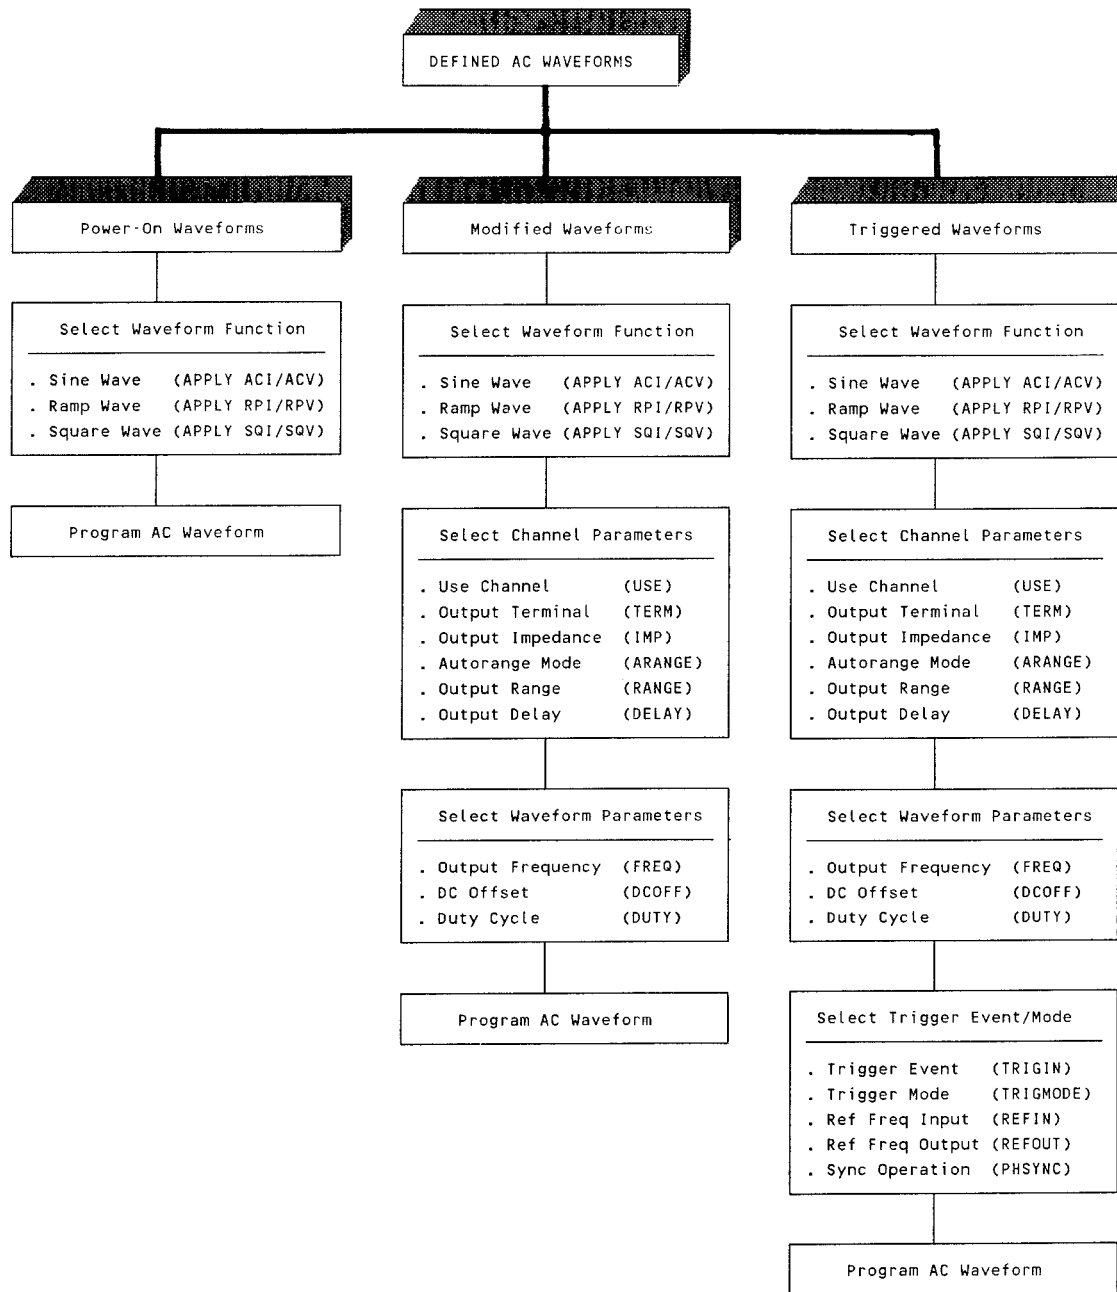 DEFINED AC WAVEFORMS
Power-On Waveforms
Select Waveform Function
. Sine Wave (APPLY ACI/ACV)
. Ramp Wave (APPLY RPI/RPV)
. Square Wave (APPLY SQI/SQV)
Program AC Waveform
Modified Waveforms
Select Waveform Function
. Sine Wave (APPLY ACI/ACV)
. Ramp Wave (APPLY RPI/RPV)
. Square Wave (APPLY SQI/SQV)
Select Channel Parameters
. Use Channel (USE)
. Output Terminal (TERM)
. Output Impedance (IMP)
. Autorange Mode (ARANGE)
. Output Range (RANGE)
. Output Delay (DELAY)
Select Waveform Parameters
. Output Frequency (FREQ)
. DC Offset (DCOFF)
. Duty Cycle (DUTY)
Program AC Waveform
Triggered Waveforms
Select Waveform Function
. Sine Wave (APPLY ACI/ACV)
. Ramp Wave (APPLY RPI/RPV)
. Square Wave (APPLY SQI/SQV)
Select Channel Parameters
. Use Channel (USE)
. Output Terminal (TERM)
. Output Impedance (IMP)
. Autorange Mode (ARANGE)
. Output Range (RANGE)
. Output Delay (DELAY)
Select Waveform Parameters
. Output Frequency (FREQ)
. DC Offset (DCOFF)
. Duty Cycle (DUTY)
Select Trigger Event/Mode
. Trigger Event (TRIGIN)
. Trigger Mode (TRIGMODE)
. Ref Freq Input (REFIN)
. Ref Freq Output (REFOUT)
. Sync Operation (PHSYNC)
Program AC Waveform